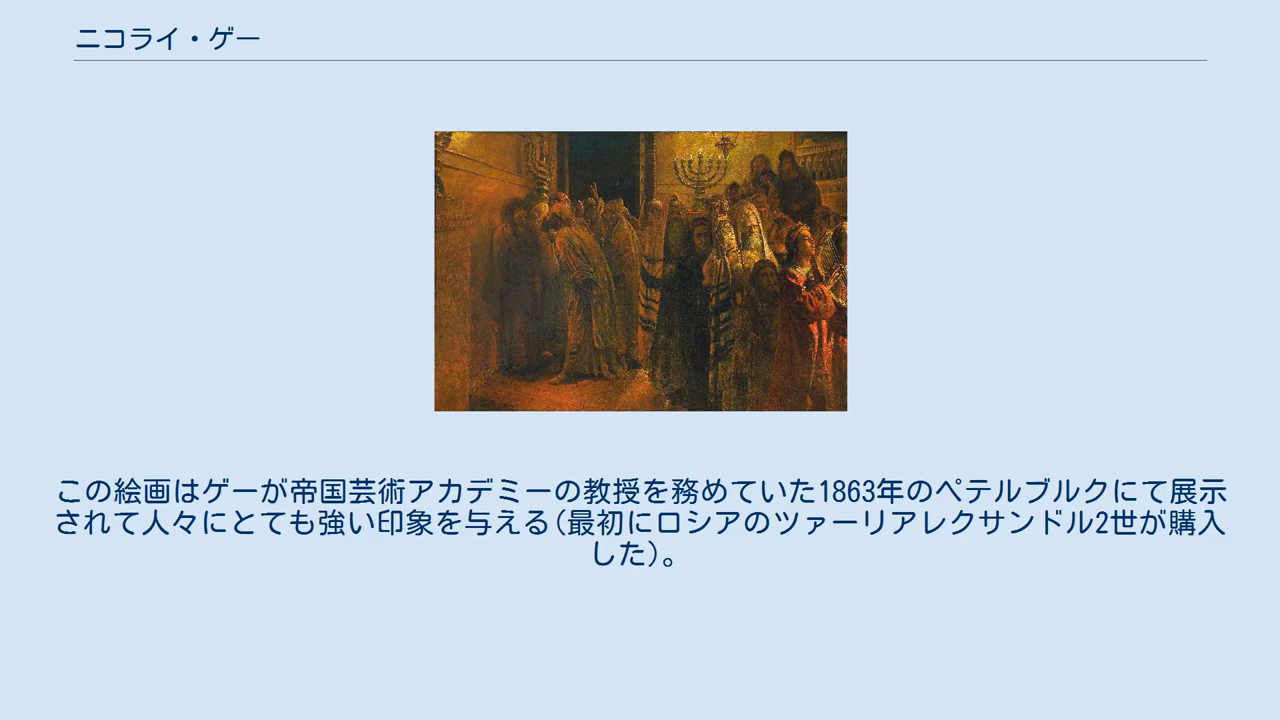 ニコライ・ゲー
この絵画はゲーが帝国芸術アカデミーの教授を務めていた1863年のペテルブルクにて展示
されて人々にとても強い印象を与える(最初にロシアのツァーリアレクサンドル2世が購入
した)。